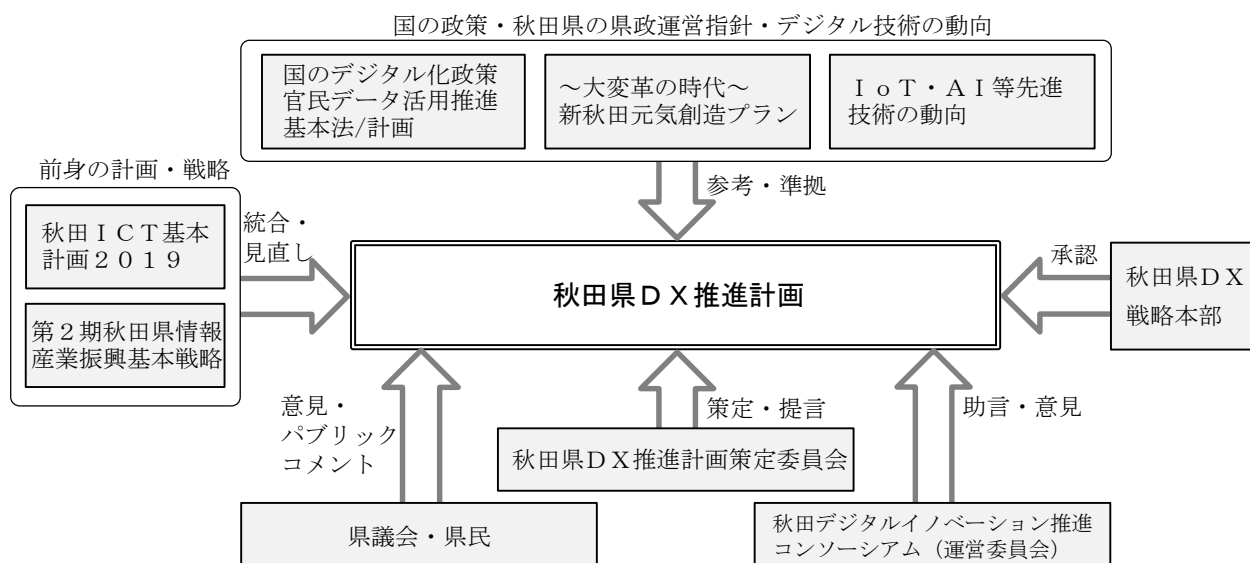 国の政策・秋田県の県政運営指針・デジタル技術の動向
国のデジタル化政策
官民データ活用推進
基本法/計画
~大変革の時代~
新秋田元気創造プラン
IoT・AI等先進
技術の動向
前身の計画・戦略
参考・準拠
秋田ICT基本
計画2019
統合・
見直し
第2期秋田県情報
産業振興基本戦略
秋田県DX推進計画
承認
秋田県DX
戦略本部
意見・
パブリック
コメント
策定・提言
助言・意見
秋田県DX推進計画策定委員会
県議会・県民
秋田デジタルイノベーション推進
コンソーシアム(運営委員会)